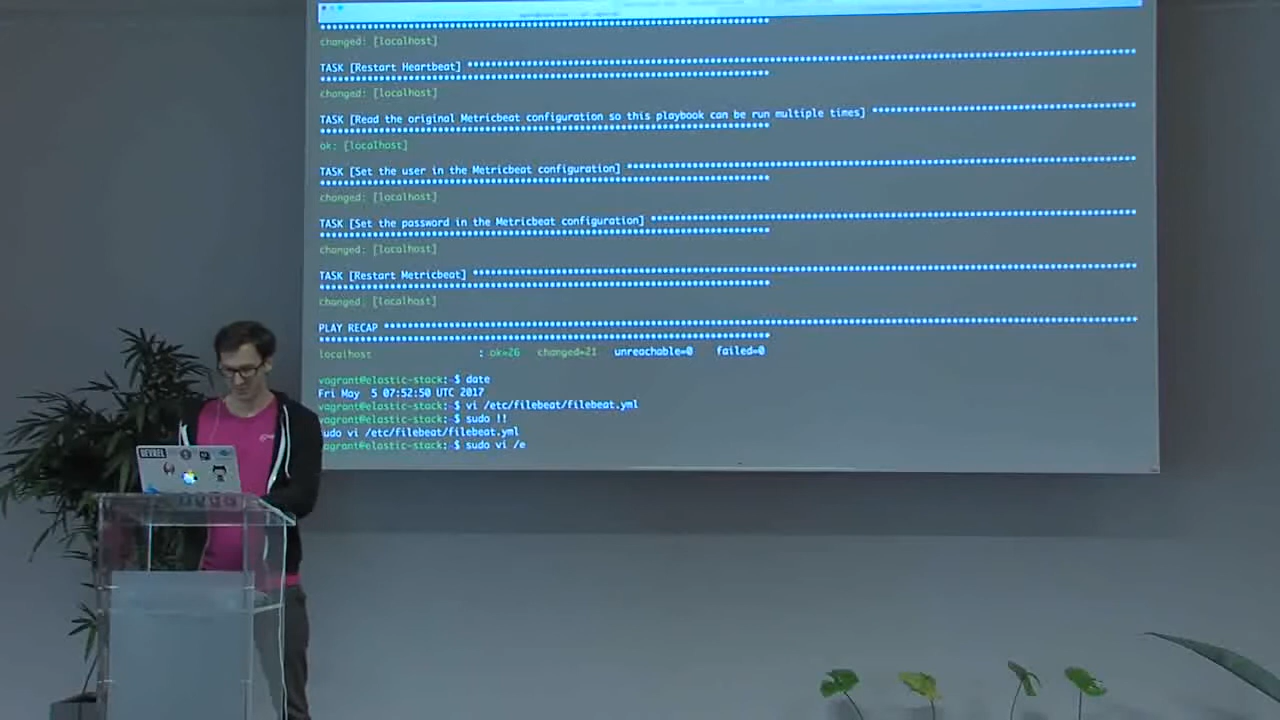 changed: [localhost]
TASK [Restart Heartbeat] ****************************************************************
changed: [localhost]
TASK [Read the original Metricbeat configuration so this playbook can be run multiple times] ****************************************************************
ok: [localhost]
TASK [Set the user in the Metricbeat configuration] ****************************************************************
changed: [localhost]
TASK [Set the password in the Metricbeat configuration] ****************************************************************
changed: [localhost]
TASK [Restart Metricbeat] ****************************************************************
changed: [localhost]
PLAY RECAP ****************************************************************
localhost : ok=26 changed=21 unreachable=0 failed=0
vagrant@elastic-stack:~$ date
Fri May 5 07:52:50 UTC 2017
vagrant@elastic-stack:~$ vi /etc/filebeat/filebeat.yml
vagrant@elastic-stack:~$ sudo !!
sudo vi /etc/filebeat/filebeat.yml
vagrant@elastic-stack:~$ sudo vi /e
DEVREL